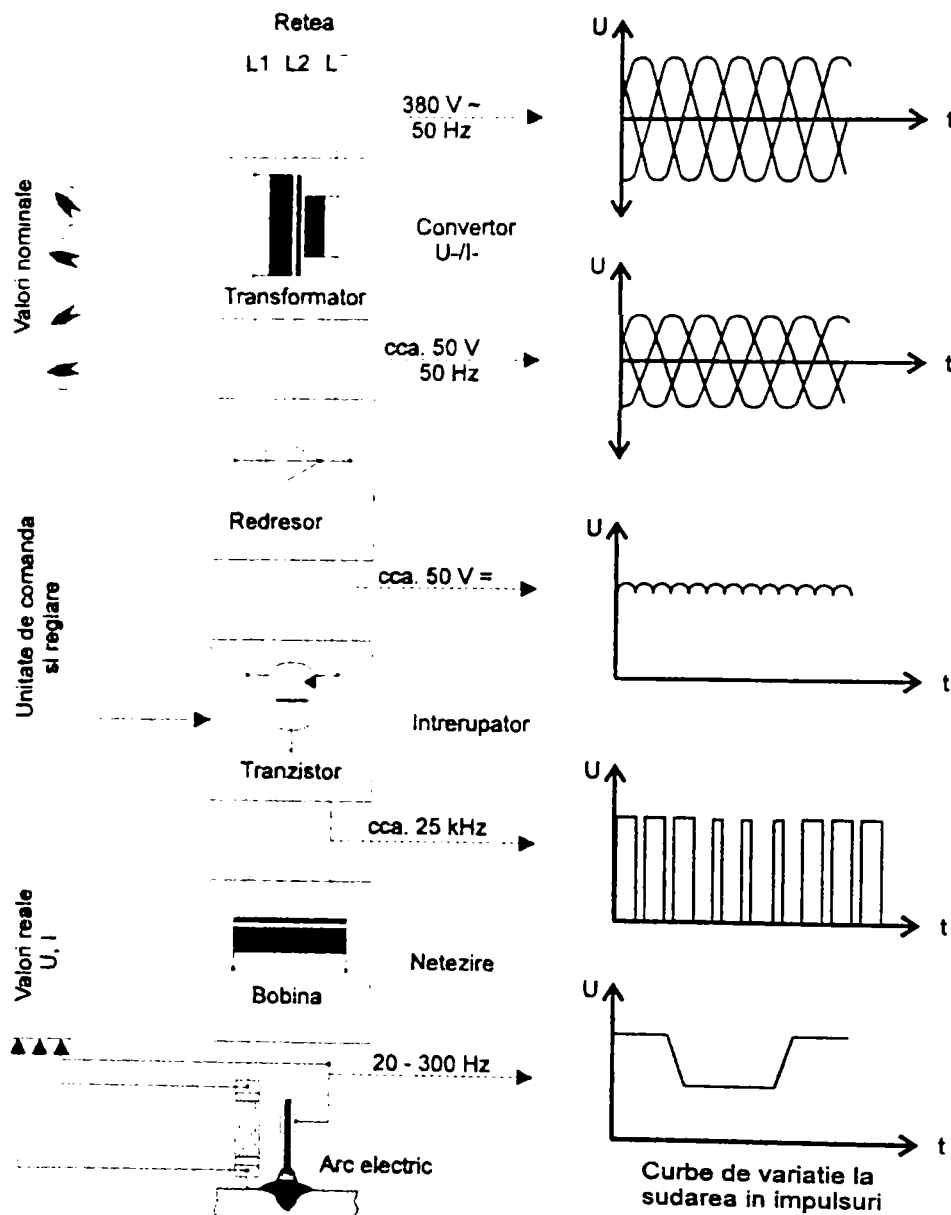 Retea
L1 L2 L
U
t
380 V ~
50 Hz
Valori nominale
Convertor
U-/I-
Transformator
U
t
cca. 50 V
50 Hz
Redresor
U
t
cca. 50 V =
Unitate de comanda
si reglare
Intrerupator
Tranzistor
U
t
cca. 25 kHz
Valori reale
U, I
Netezire
Bobina
U
t
20 - 300 Hz
Arc electric
Curbe de variatie la
sudarea in impulsuri